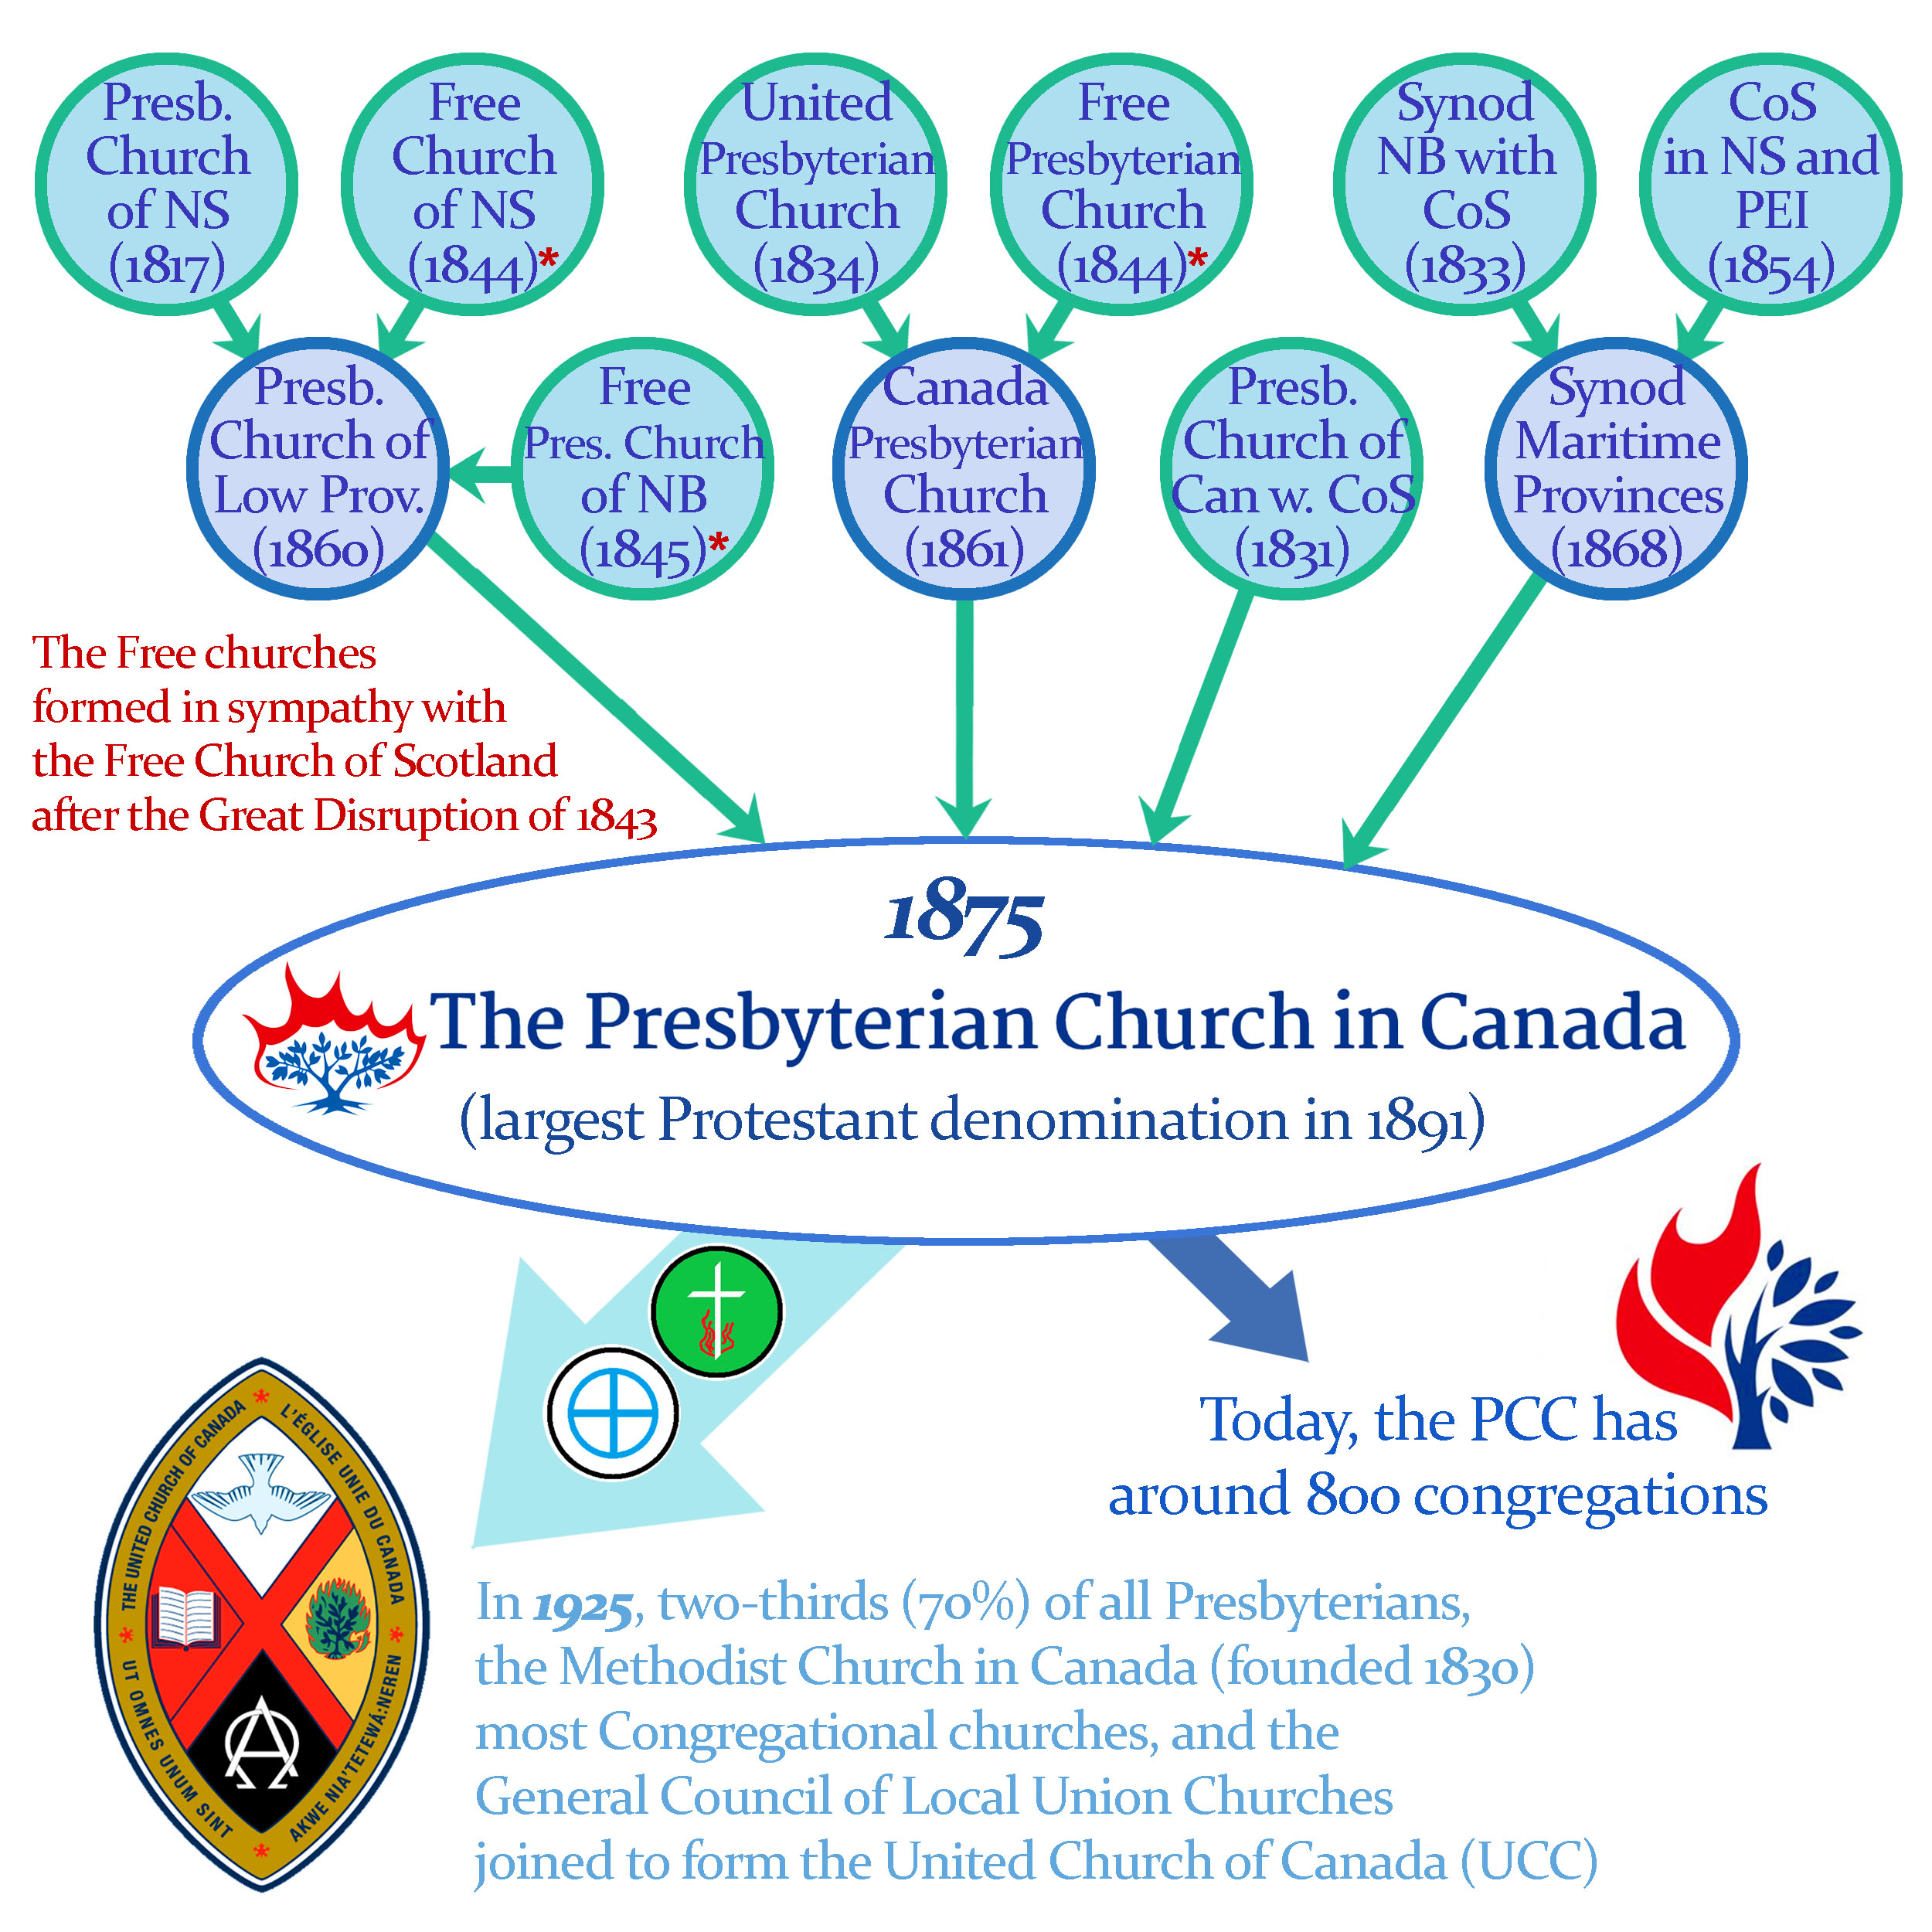 Presb.
Church
of NS
(1817)
Free
Church
of NS
(1844)*
United
Presbyterian
Church
(1834)
Free
Presbyterian
Church
(1844)*
Synod
NB with
CoS
(1833)
CoS
in NS and
PEI
(1854)
Presb.
Church of
Low Prov.
(1860)
Free
Pres. Church
of NB
(1845)*
Canada
Presbyterian
Church
(1861)
Presb.
Church of
Can w. CoS
(1831)
Synod
Maritime
Provinces
(1868)
The Free churches
formed in sympathy with
the Free Church of Scotland
after the Great Disruption of 1843
1875
The Presbyterian Church in Canada
(largest Protestant denomination in 1891)
Today, the PCC has
around 800 congregations
THE UNITED CHURCH OF CANADA
L'ÉGLISE UNIE DU CANADA
UT OMNES UNUM SINT
AKWE NIA'TETEWÁ:NEREN
ΑΩ
In 1925, two-thirds (70%) of all Presbyterians,
the Methodist Church in Canada (founded 1830)
most Congregational churches, and the
General Council of Local Union Churches
joined to form the United Church of Canada (UCC)